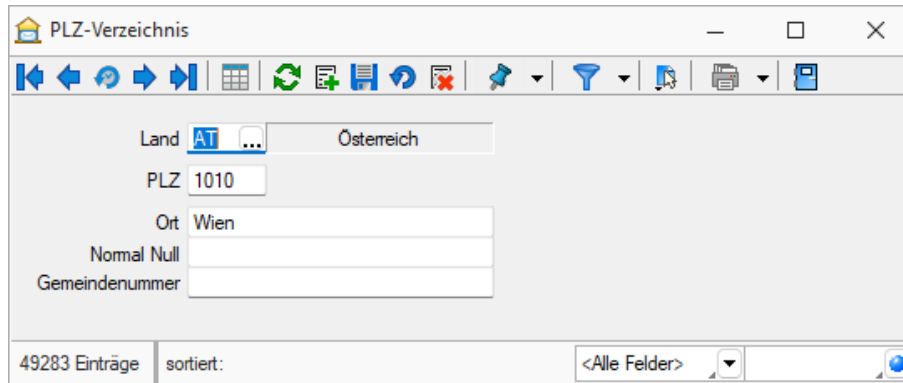 PLZ-Verzeichnis
Land AT ... Österreich
PLZ 1010
Ort Wien
Normal Null
Gemeindenummer
49283 Einträge sortiert: <Alle Felder>